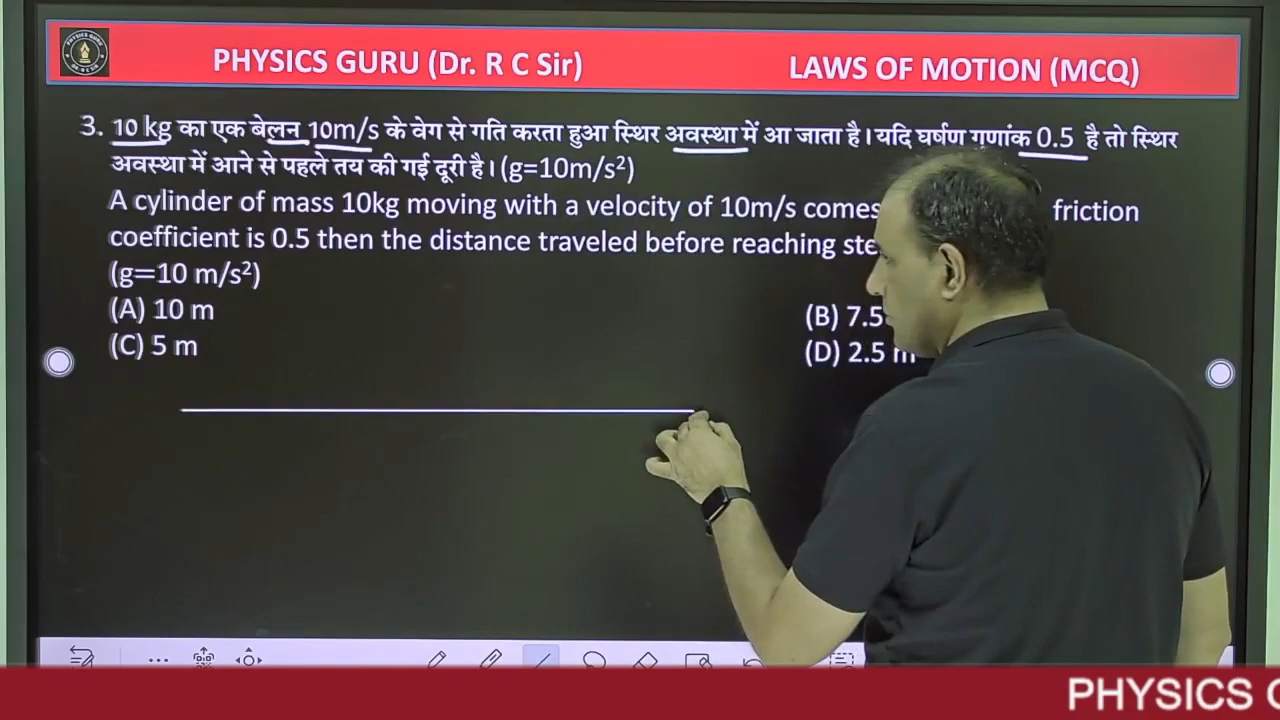 PHYSICS GURU (Dr. R C Sir)
LAWS OF MOTION (MCQ)
3. 10 kg का एक बेलन 10m/s के वेग से गति करता हुआ स्थिर अवस्था में आ जाता है। यदि घर्षण गुणांक 0.5 है तो स्थिर
अवस्था में आने से पहले तय की गई दूरी है। (g=10m/s²)
A cylinder of mass 10kg moving with a velocity of 10m/s comes friction
coefficient is 0.5 then the distance traveled before reaching
(g=10 m/s²)
(A) 10 m
(B) 7.5
(C) 5 m
(D) 2.5 m
PHYSICS